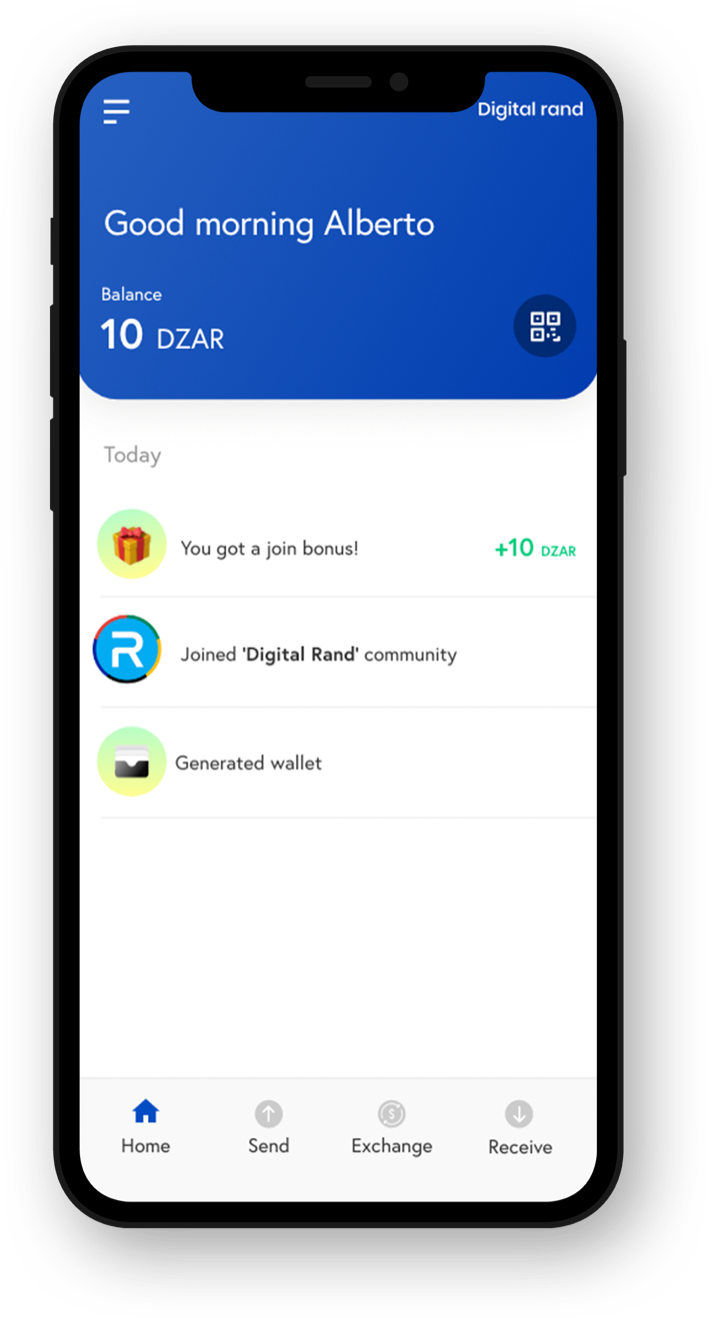 Digital rand
Good morning Alberto
Balance
10 DZAR
Today
You got a join bonus! +10 DZAR
R
Joined 'Digital Rand' community
Generated wallet
$
Home Send Exchange Receive